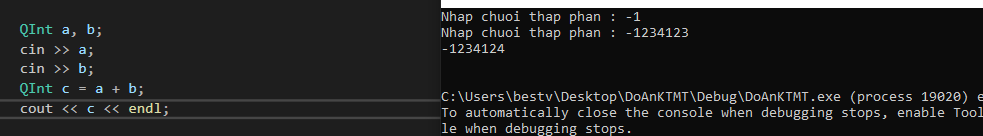 QInt a, b;
cin >> a;
cin >> b;
QInt c = a + b;
cout << c << endl;
Nhap chuoi thap phan : -1
Nhap chuoi thap phan : -1234123
-1234124
C:\Users\bestv\Desktop\DoAnKTMT\Debug\DoAnKTMT.exe (process 19020) e
To automatically close the console when debugging stops, enable Tool
le when debugging stops.